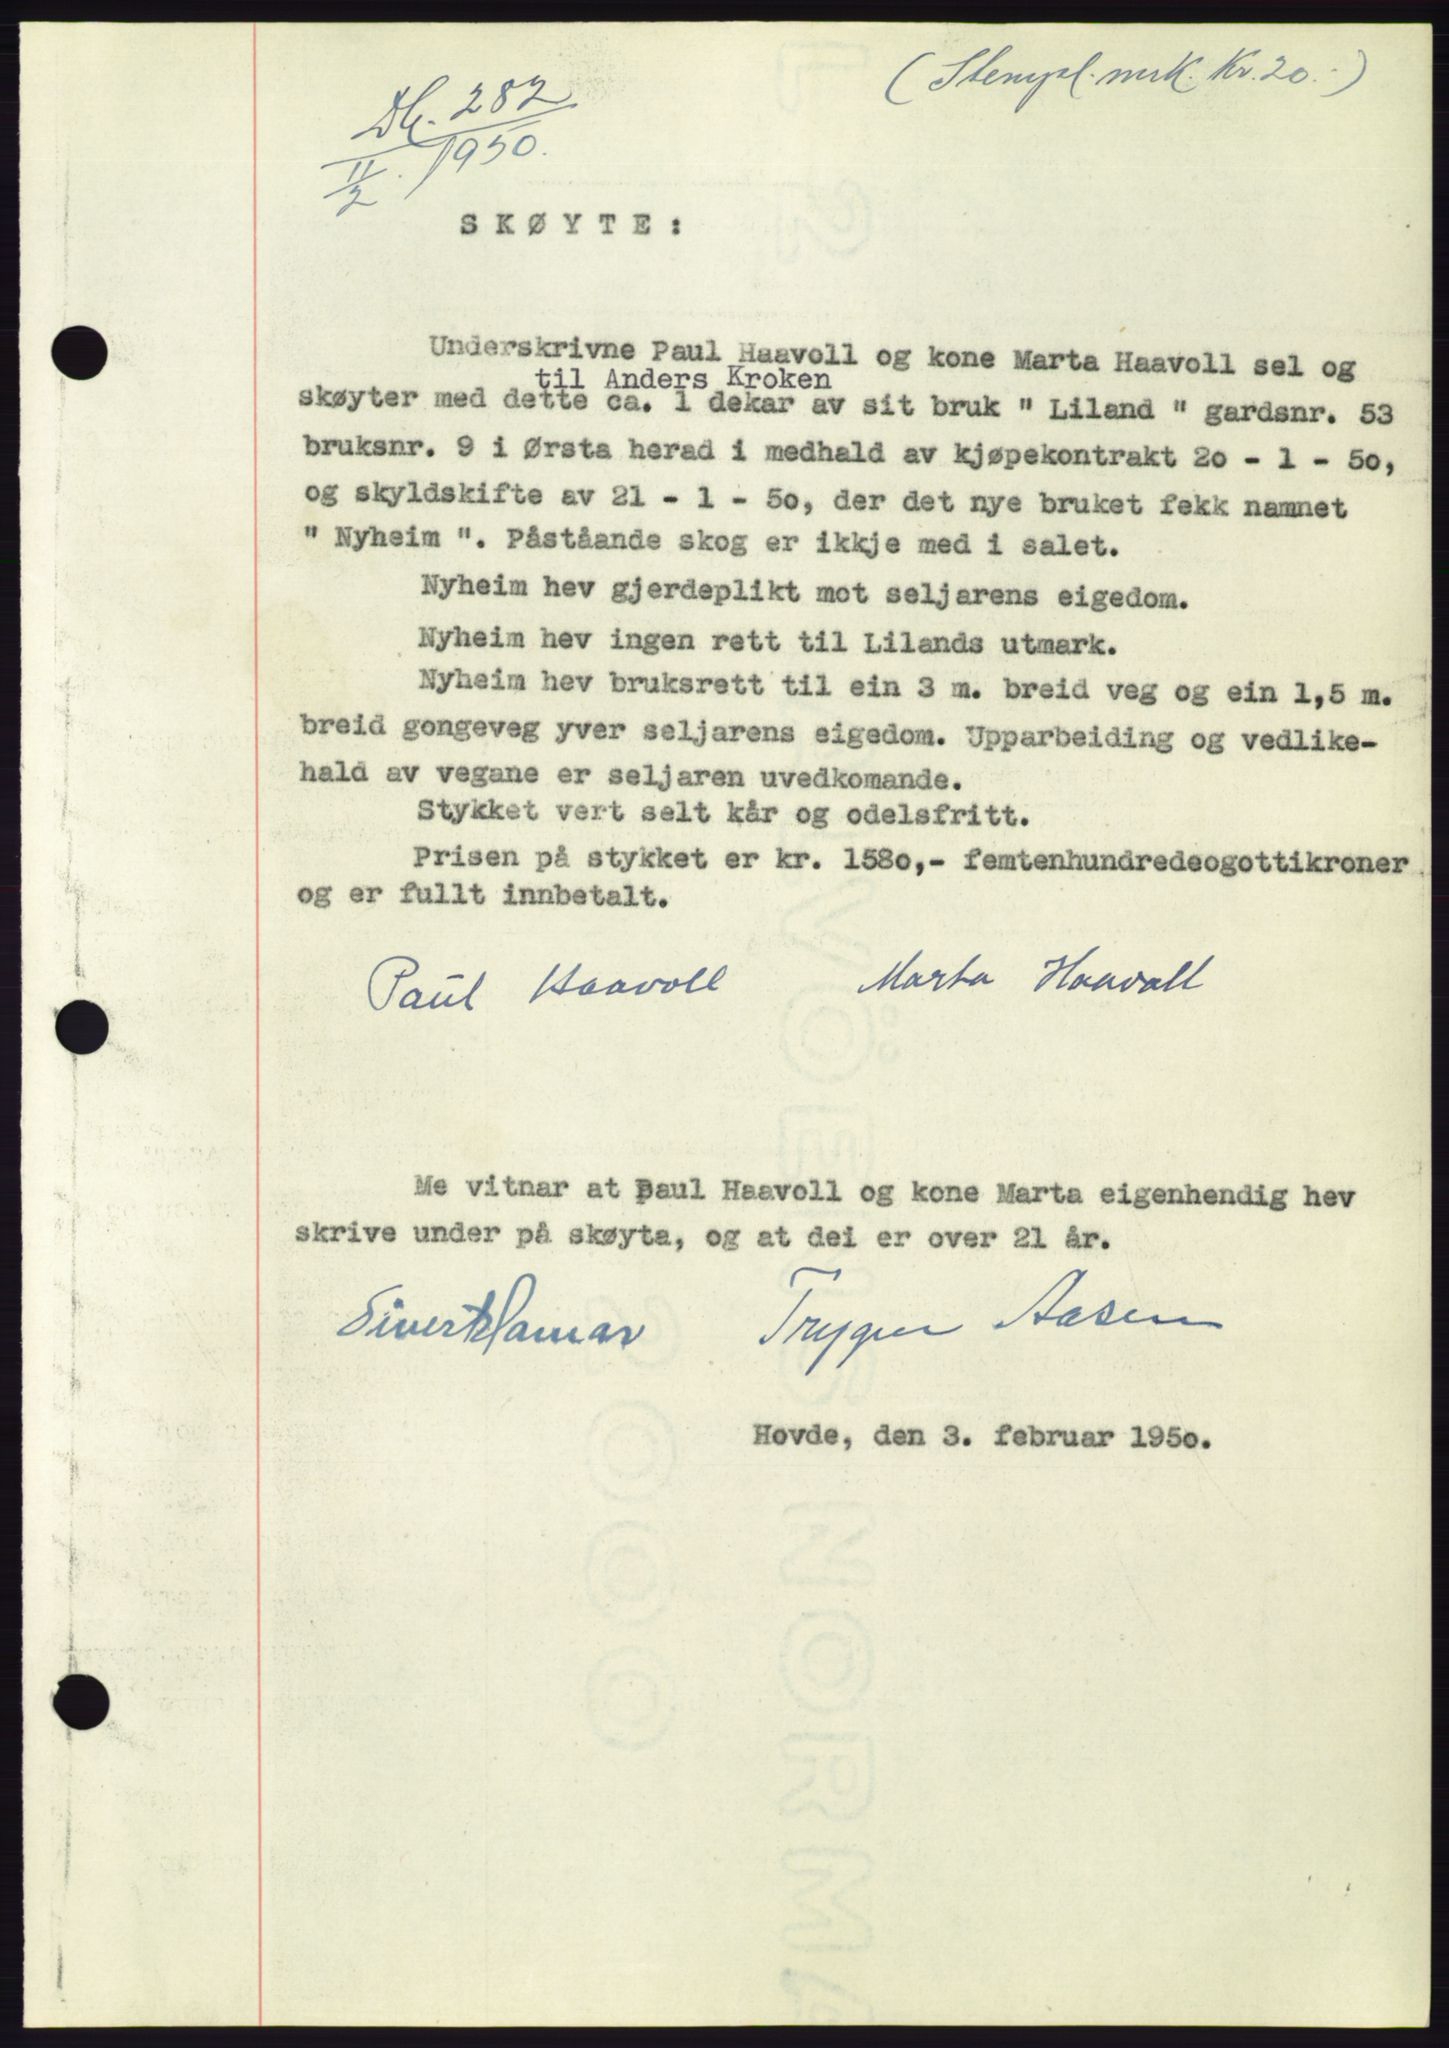 (Stempl. mrk. Kr. 20.-)
Db. 282
11/2. 1950.
SKØYTE:
Underskrivne Paul Haavoll og kone Marta Haavoll sel og
til Anders Kroken
skøyter med dette ca. 1 dekar av sit bruk " Liland " gardsnr. 53
bruksnr. 9 i Ørsta herad i medhald av kjøpekontrakt 20 - 1 - 50,
og skyldskifte av 21 - 1 - 50, der det nye bruket fekk namnet
" Nyheim ". Påståande skog er ikkje med i salet.
Nyheim hev gjerdeplikt mot seljarens eigedom.
Nyheim hev ingen rett til Lilands utmark.
Nyheim hev bruksrett til ein 3 m. breid veg og ein 1,5 m.
breid gongeveg yver seljarens eigedom. Upparbeiding og vedlike-
hald av vegane er seljaren uvedkomande.
Stykket vert selt kår og odelsfritt.
Prisen på stykket er kr. 1580,- femtenhundredeogottikroner
og er fullt innbetalt.
Paul Haavoll Marta Haavoll
Me vitnar at Paul Haavoll og kone Marta eigenhendig hev
skrive under på skøyta, og at dei er over 21 år.
Sivert Hamar Trygve Aasen
Hovde, den 3. februar 1950.